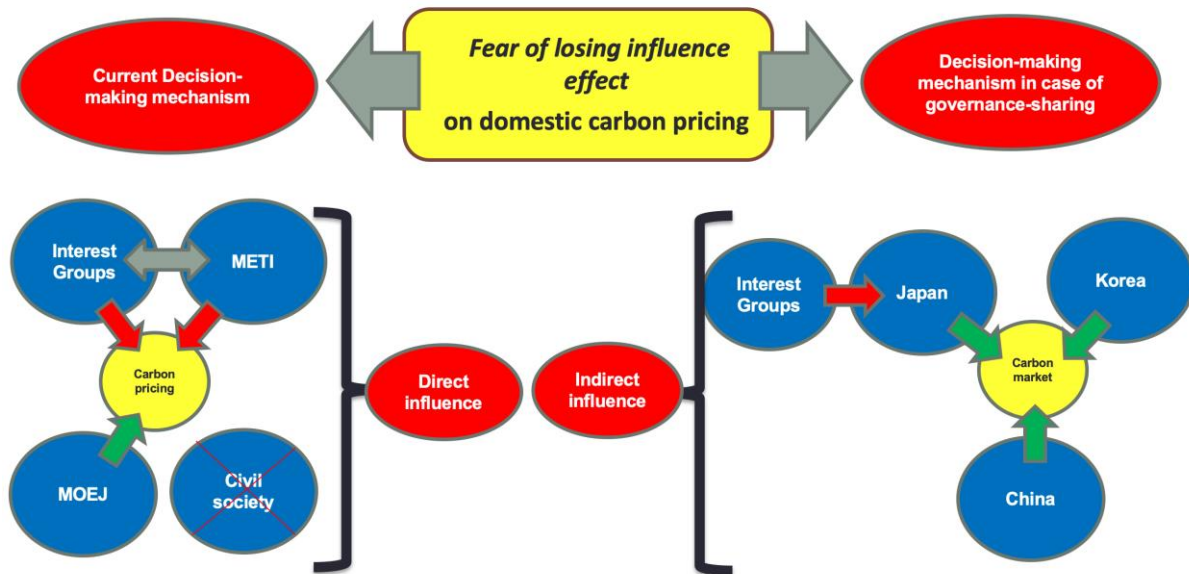 Current Decision-
making mechanism
Fear of losing influence
effect
on domestic carbon pricing
Decision-making
mechanism in case of
governance-sharing
Interest
Groups
METI
Carbon
pricing
MOEJ
Civil
society
Direct
influence
Indirect
influence
Interest
Groups
Japan
Korea
Carbon
market
China